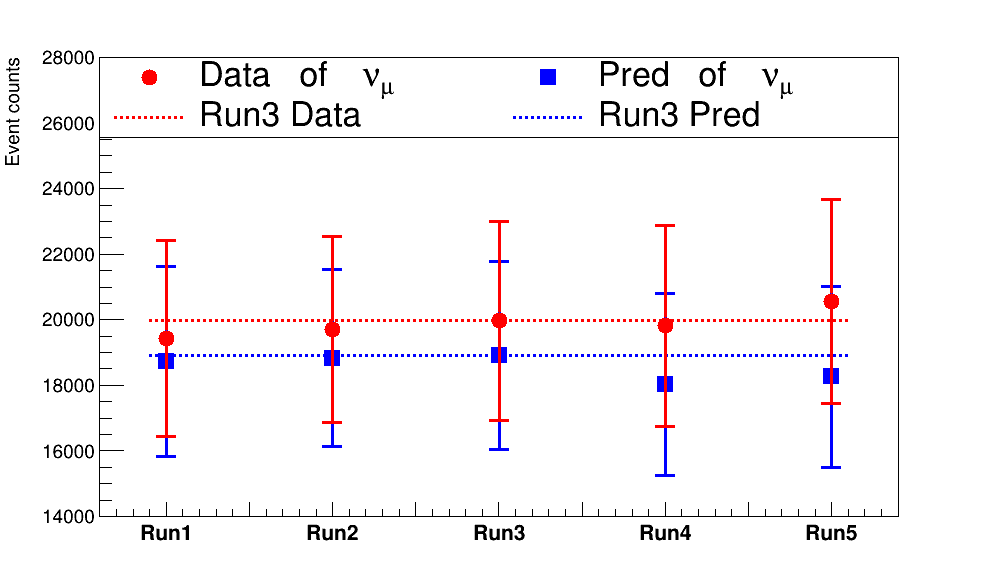 Event counts
28000
26000
24000
22000
20000
18000
16000
14000
Data of νμ
Pred of νμ
Run3 Data
Run3 Pred
Run1
Run2
Run3
Run4
Run5